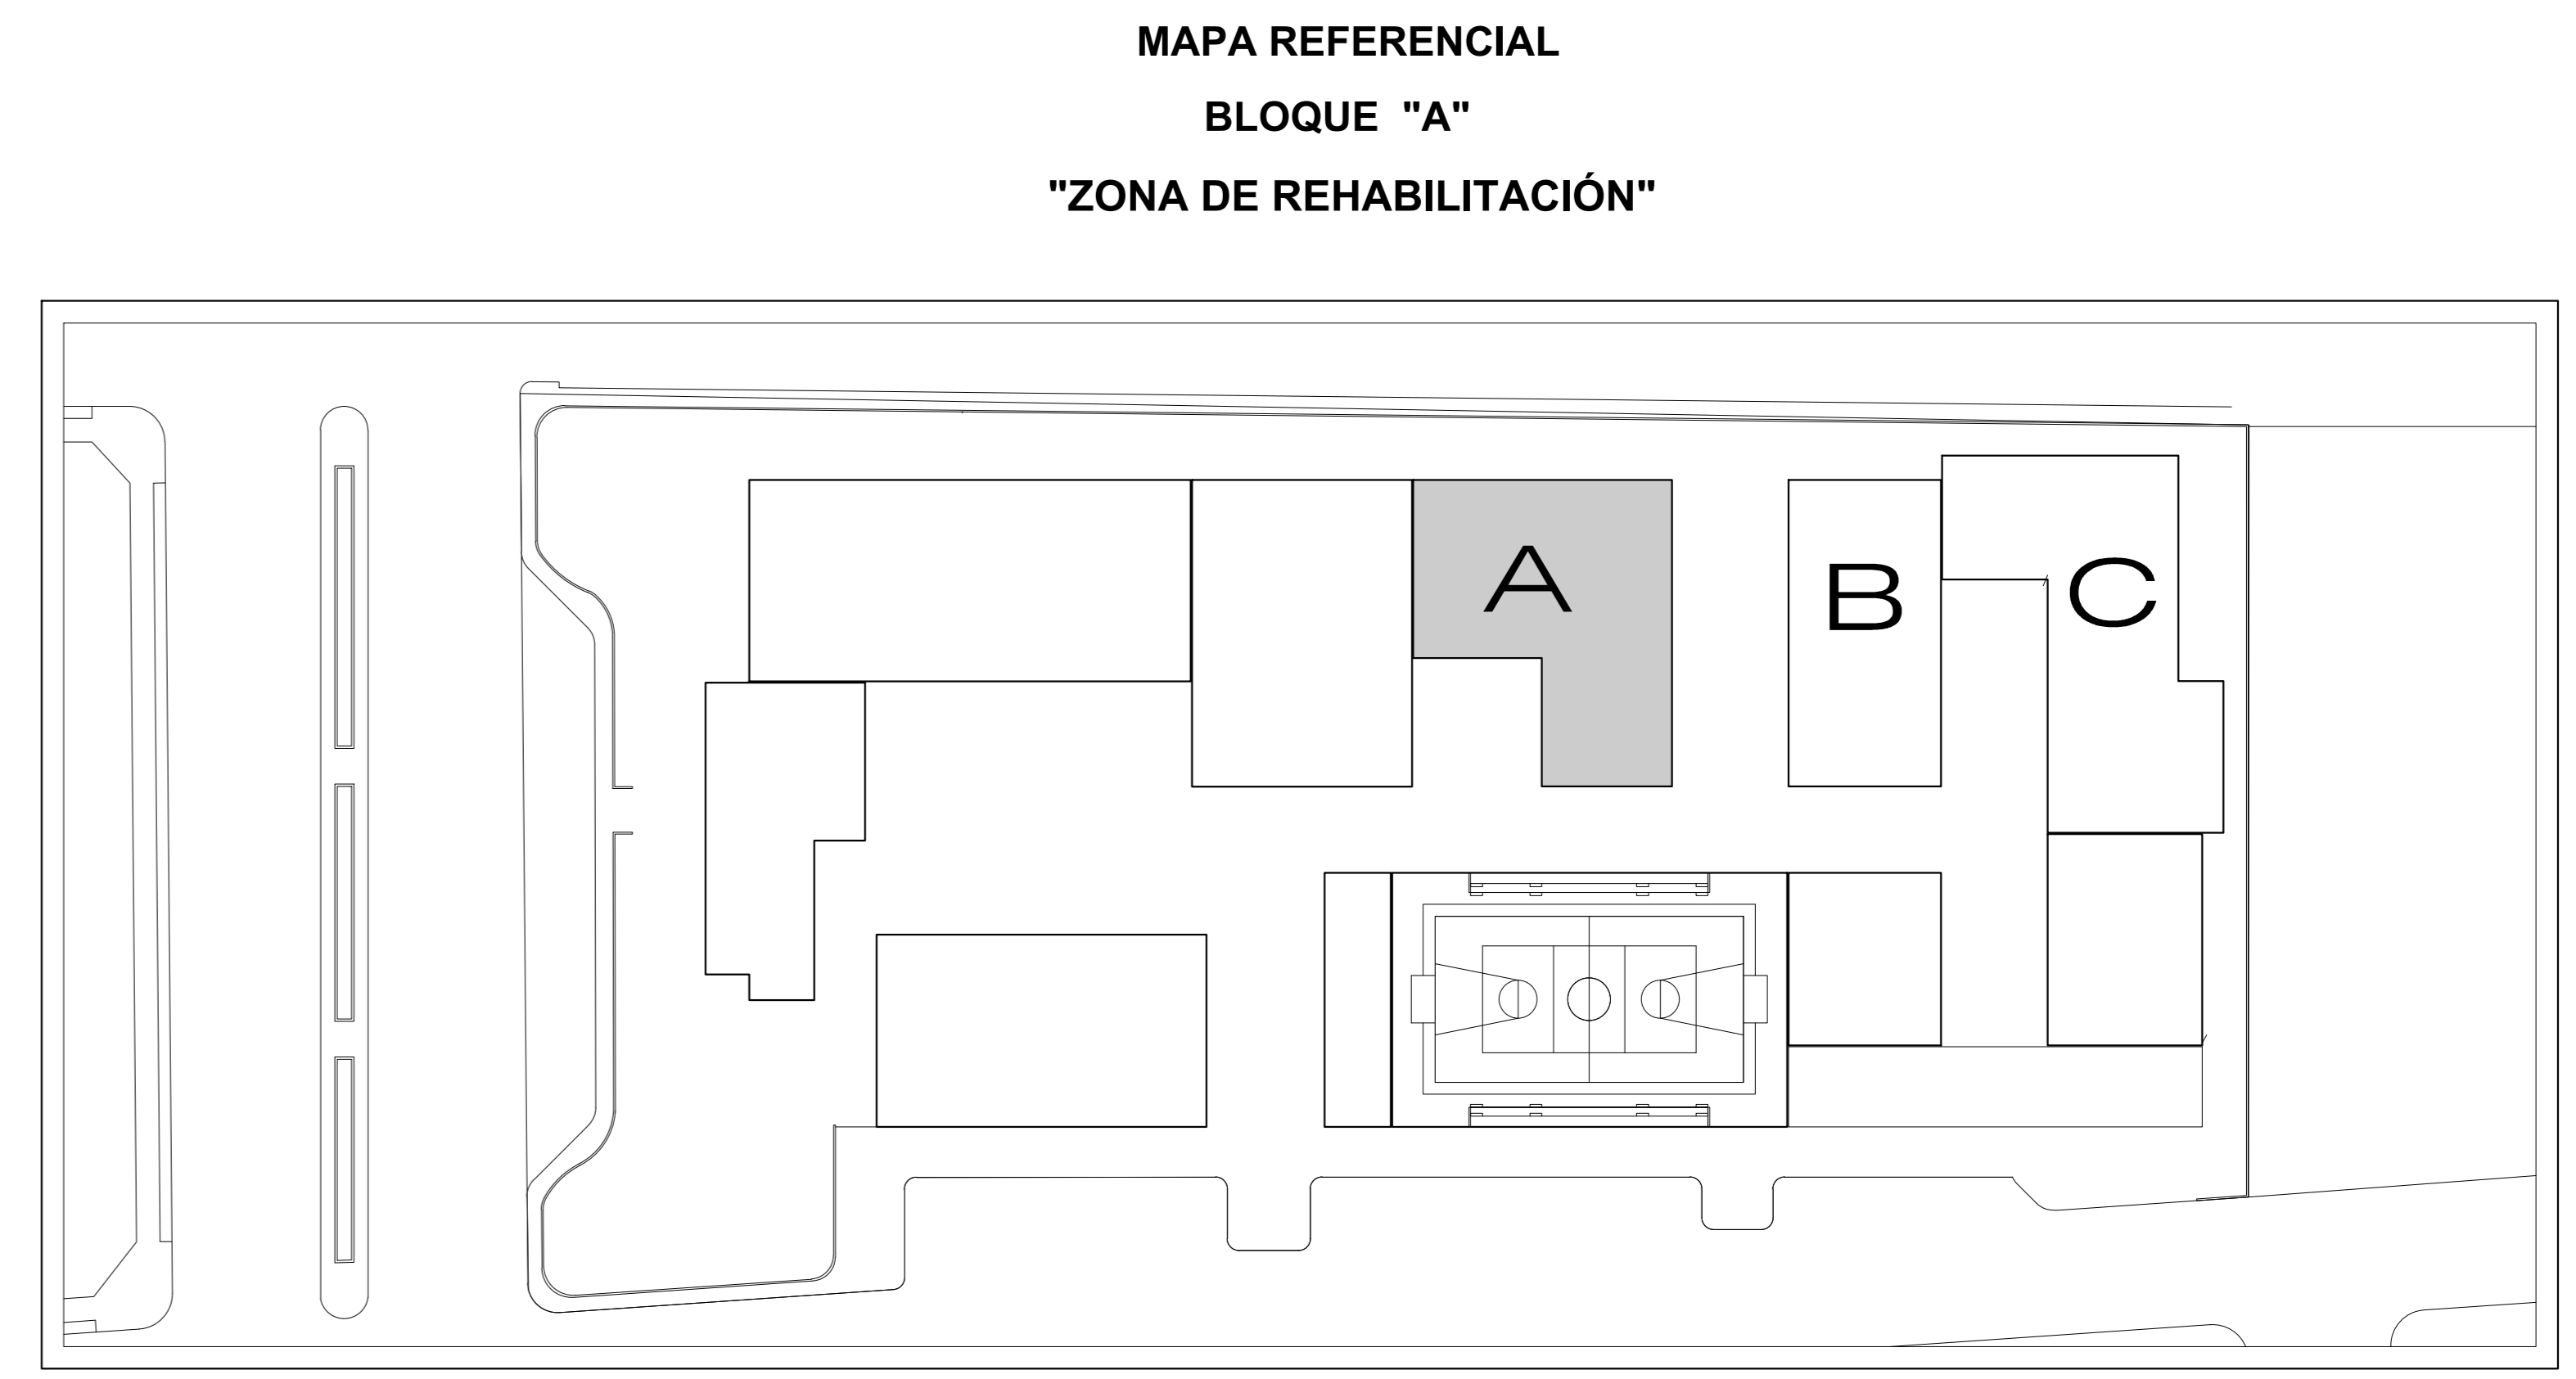 MAPA REFERENCIAL
BLOQUE "A"
"ZONA DE REHABILITACIÓN"
A
B
C